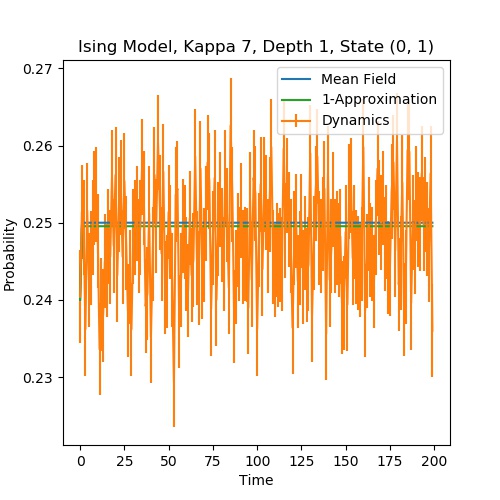 Ising Model, Kappa 7, Depth 1, State (0, 1)
Mean Field
1-Approximation
Dynamics
Probability
0.27
0.26
0.25
0.24
0.23
0 25 50 75 100 125 150 175 200
Time